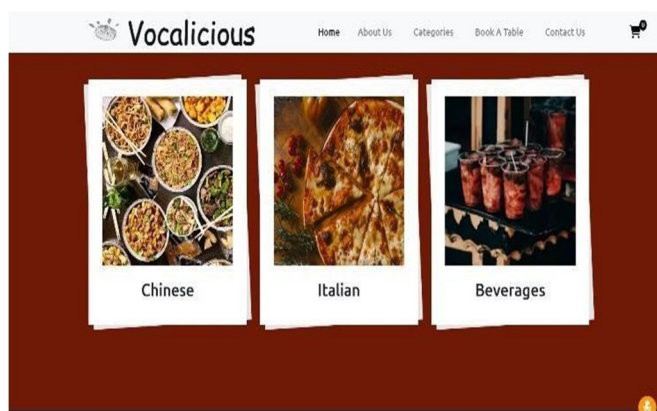 Vocalicious Home About Us Categories Book A Table Contact Us 0
Chinese Italian Beverages